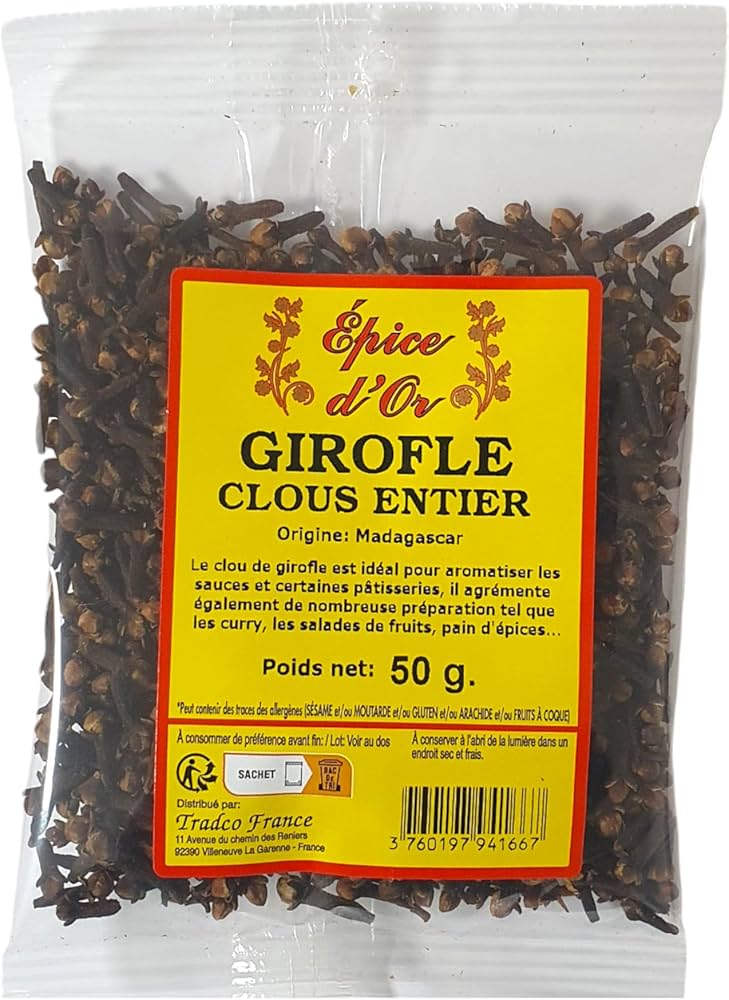 Épice
d'Or
GIROFLE
CLOUS ENTIER
Origine: Madagascar
Le clou de girofle est idéal pour aromatiser les
sauces et certaines pâtisseries, il agrémente
également de nombreuse préparation tel que
les curry, les salades de fruits, pain d'épices...
Poids net: 50 g.
*Peut contenir des traces des allergènes (SÉSAME et/ou MOUTARDE et/ou GLUTEN et/ou ARACHIDE et/ou FRUITS À COQUE)
À consommer de préférence avant fin: / Lot: Voir au dos
À conserver à l'abri de la lumière dans un
endroit sec et frais.
SACHET
BAC
DE
TRI
Distribué par:
Tradco France
11 Avenue du chemin des Reniers
92390 Villeneuve La Garenne - France
3 760197 941667